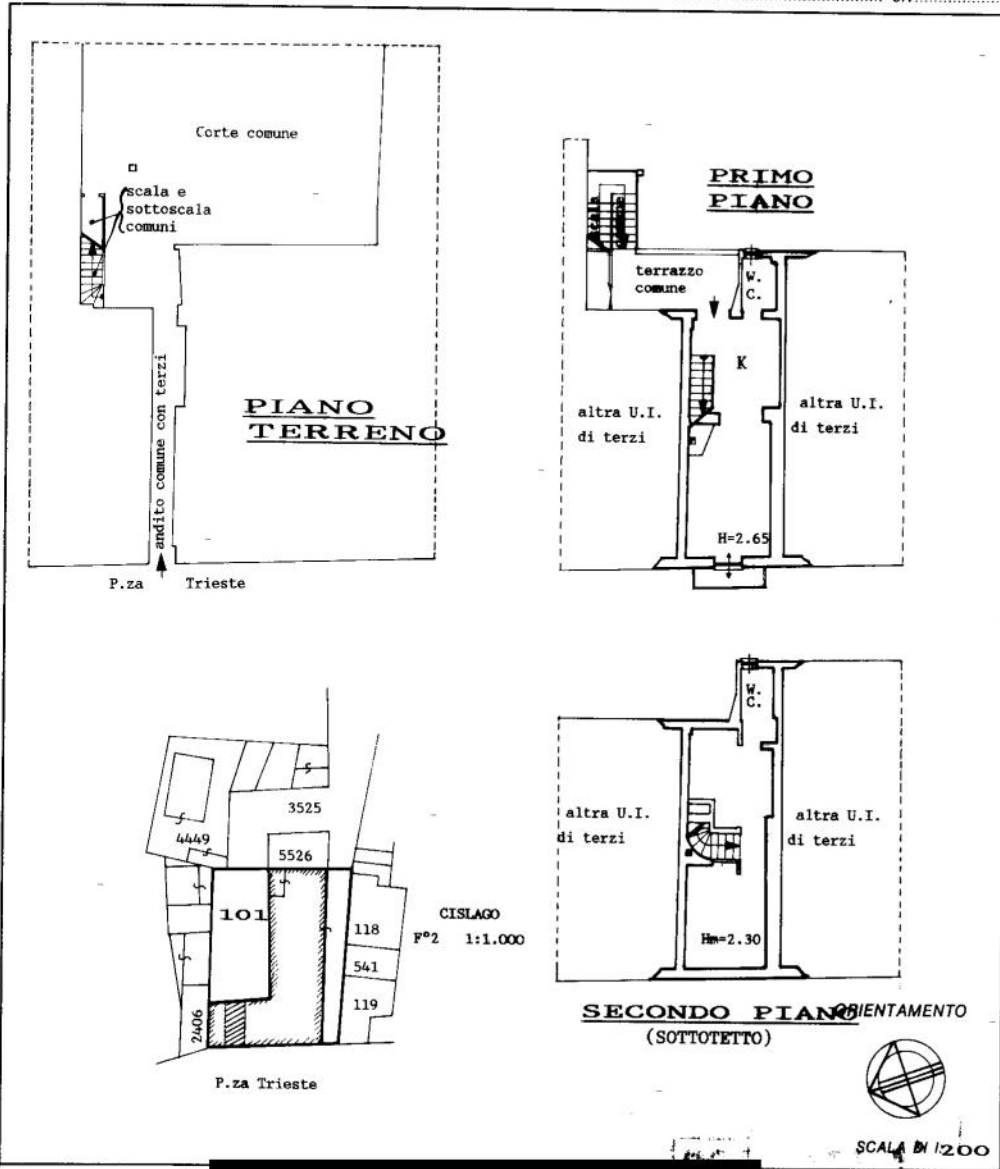 Corte comune
scala e
sottoscala
comuni
andito comune con terzi
PIANO
TERRENO
P.za Trieste
PRIMO
PIANO
scala
comune
terrazzo
comune
W.
C.
K
altra U.I.
di terzi
altra U.I.
di terzi
H=2.65
3525
4449
5526
101
118
541
119
2406
CISLAGO
F°2 1:1.000
P.za Trieste
W.
C.
altra U.I.
di terzi
altra U.I.
di terzi
Hm=2.30
SECONDO PIANO
(SOTTOTETTO)
ORIENTAMENTO
SCALA DI 1:200